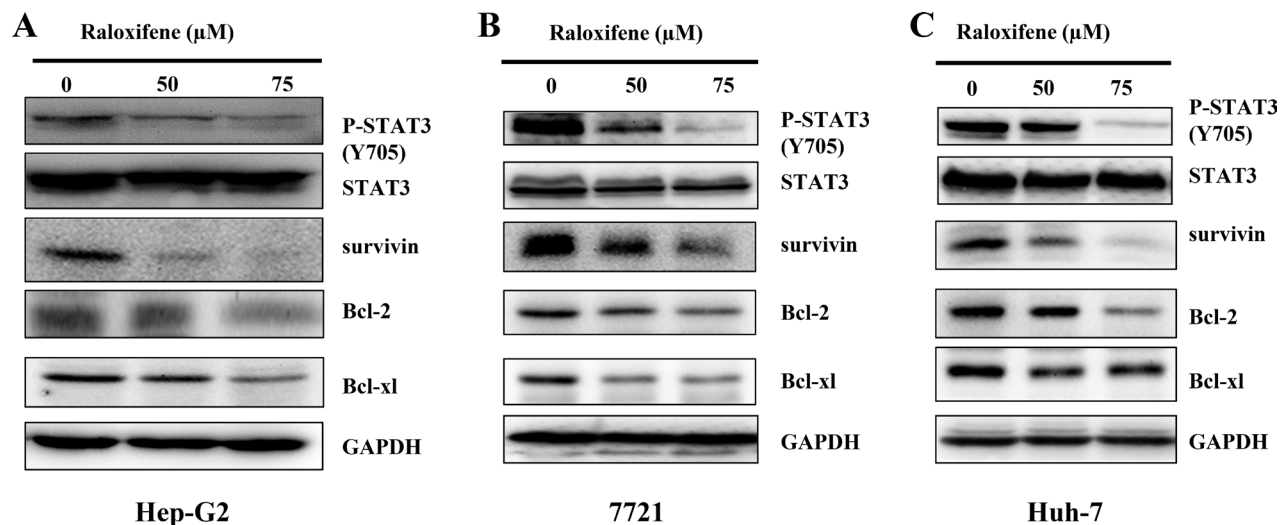 A
Raloxifene (µM)
0 50 75
P-STAT3
(Y705)
STAT3
survivin
Bcl-2
Bcl-xl
GAPDH
Hep-G2
B
Raloxifene (µM)
0 50 75
P-STAT3
(Y705)
STAT3
survivin
Bcl-2
Bcl-xl
GAPDH
7721
C
Raloxifene (µM)
0 50 75
P-STAT3
(Y705)
STAT3
survivin
Bcl-2
Bcl-xl
GAPDH
Huh-7